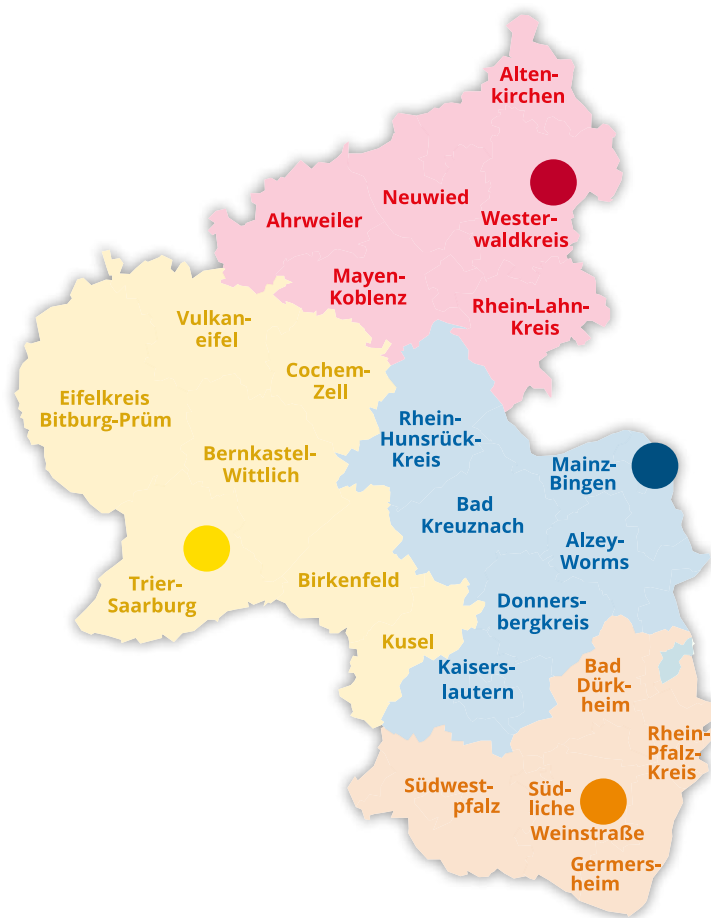 Alten-
kirchen
Neuwied
Ahrweiler
Wester-
waldkreis
Mayen-
Koblenz
Rhein-Lahn-
Kreis
Vulkan-
eifel
Cochem-
Zell
Eifelkreis
Bitburg-Prüm
Bernkastel-
Wittlich
Rhein-
Hunsrück-
Kreis
Mainz-
Bingen
Bad
Kreuznach
Alzey-
Worms
Trier-
Saarburg
Birkenfeld
Donners-
bergkreis
Kusel
Kaisers-
lautern
Bad
Dürk-
heim
Rhein-
Pfalz-
Kreis
Südwest-
pfalz
Süd-
liche
Weinstraße
Germers-
heim